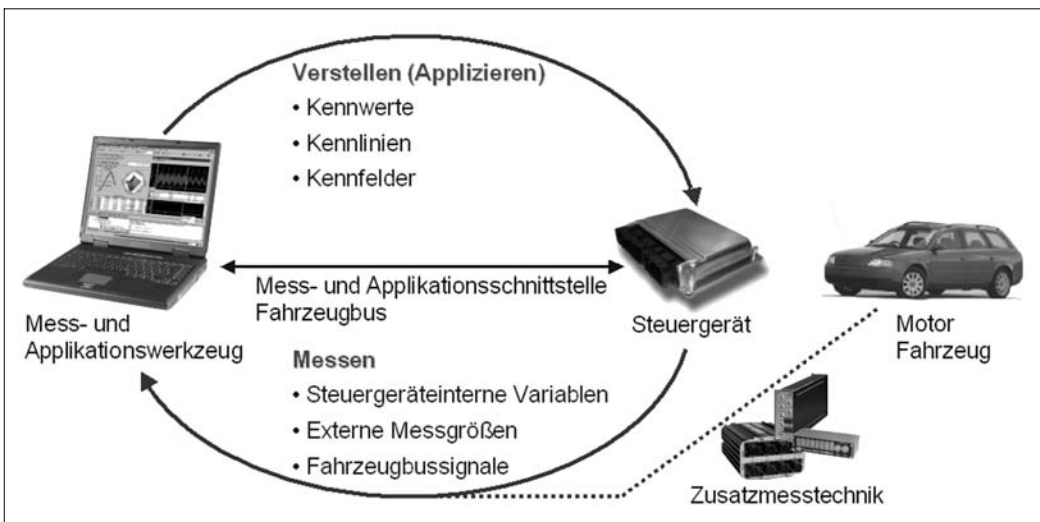 Verstellen (Applizieren)
• Kennwerte
• Kennlinien
• Kennfelder
Mess- und Applikationsschnittstelle
Fahrzeugbus
Mess- und
Applikationswerkzeug
Steuergerät
Motor
Fahrzeug
Messen
• Steuergeräteinterne Variablen
• Externe Messgrößen
• Fahrzeugbussignale
Zusatzmesstechnik